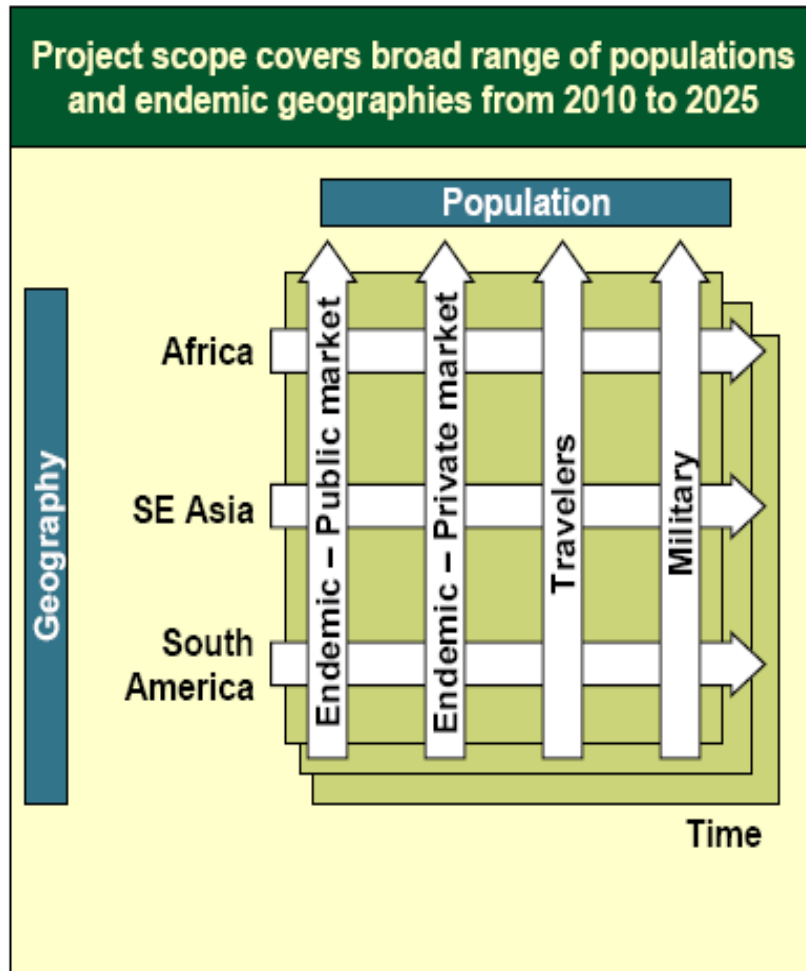 Project scope covers broad range of populations
and endemic geographies from 2010 to 2025
Population
Geography
Africa
SE Asia
South
America
Endemic – Public market
Endemic – Private market
Travelers
Military
Time